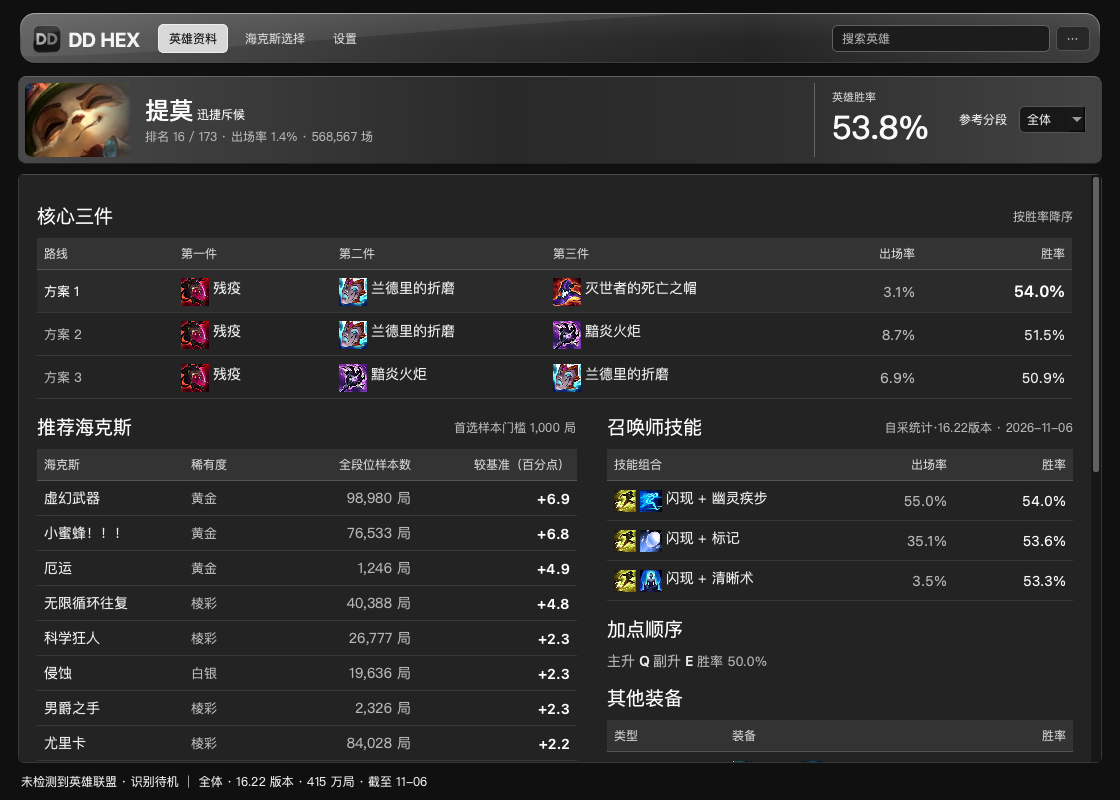 DD DD HEX 英雄资料 海克斯选择 设置 搜索英雄 ···
提莫 迅捷斥候
排名 16 / 173 · 出场率 1.4% · 568,567 场
英雄胜率
53.8%
参考分段 全体
核心三件 按胜率降序
路线 第一件 第二件 第三件 出场率 胜率
方案 1 残疫 兰德里的折磨 灭世者的死亡之帽 3.1% 54.0%
方案 2 残疫 兰德里的折磨 黯炎火炬 8.7% 51.5%
方案 3 残疫 黯炎火炬 兰德里的折磨 6.9% 50.9%
推荐海克斯 首选样本门槛 1,000 局
海克斯 稀有度 全段位样本数 较基准（百分点）
虚幻武器 黄金 98,980 局 +6.9
小蜜蜂！！！ 黄金 76,533 局 +6.8
厄运 黄金 1,246 局 +4.9
无限循环往复 棱彩 40,388 局 +4.8
科学狂人 棱彩 26,777 局 +2.3
侵蚀 白银 19,636 局 +2.3
男爵之手 棱彩 2,326 局 +2.3
尤里卡 棱彩 84,028 局 +2.2
召唤师技能 自采统计·16.22版本 · 2026-11-06
技能组合 出场率 胜率
闪现 + 幽灵疾步 55.0% 54.0%
闪现 + 标记 35.1% 53.6%
闪现 + 清晰术 3.5% 53.3%
加点顺序
主升 Q 副升 E 胜率 50.0%
其他装备
类型 装备 胜率
未检测到英雄联盟 · 识别待机 | 全体 · 16.22 版本 · 415 万局 · 截至 11-06